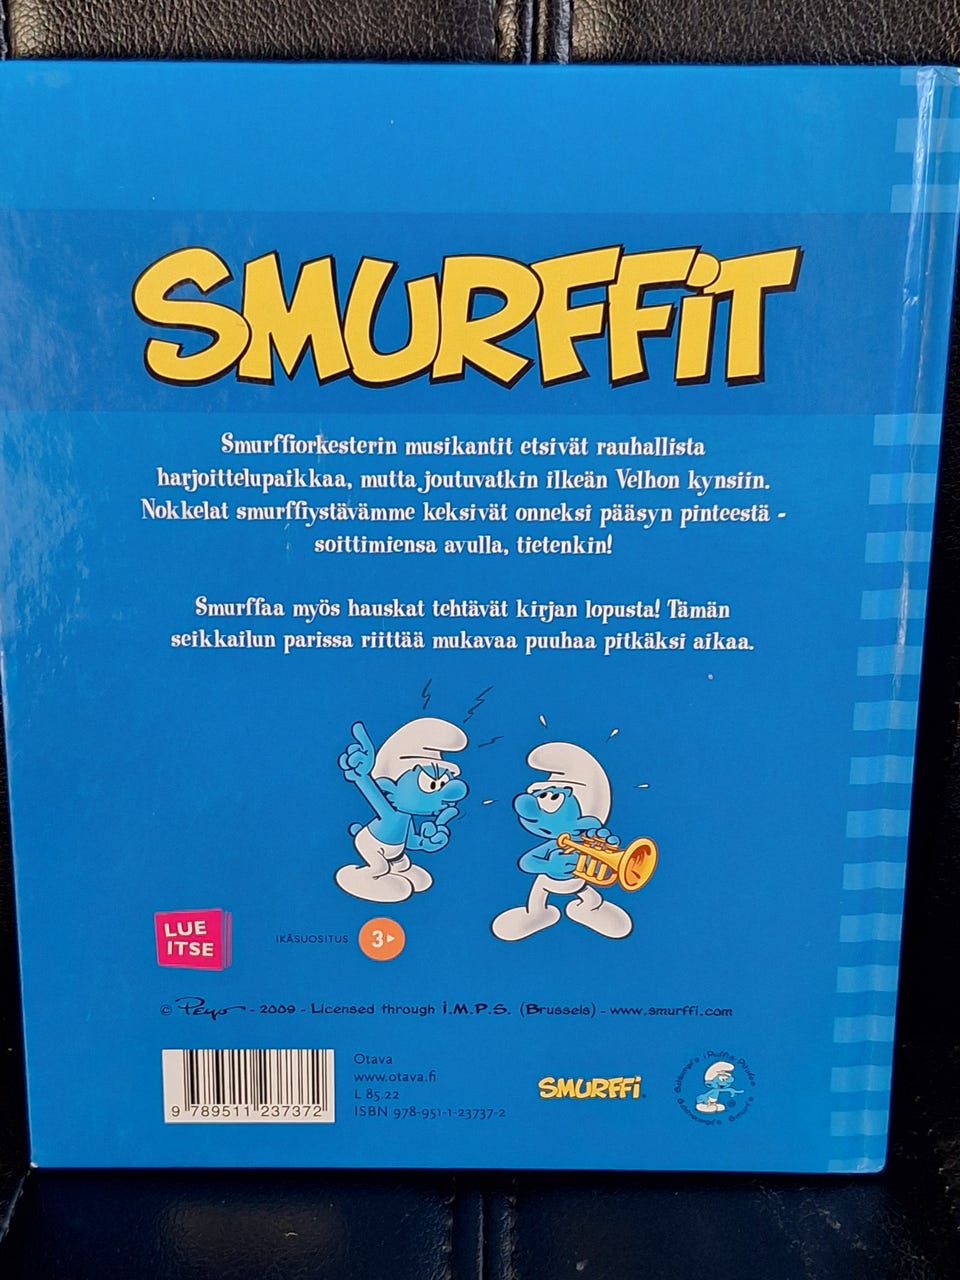 SMURFFiT
Smurffiorkesterin musikantit etsivät rauhallista
harjoittelupaikkaa, mutta joutuvatkin ilkeän Velhon kynsiin.
Nokkelat smurffiystävämme keksivät onneksi pääsyn pinteestä -
soittimiensa avulla, tietenkin!
Smurffaa myös hauskat tehtävät kirjan lopusta! Tämän
seikkailun parissa riittää mukavaa puuhaa pitkäksi aikaa.
LUE
ITSE
IKÄSUOSITUS 3
© Peyo - 2009 - Licensed through I.M.P.S. (Brussels) - www.smurffi.com
9 789511 237372
Otava
www.otava.fi
L 85.22
ISBN 978-951-1-23737-2
SMURFFi